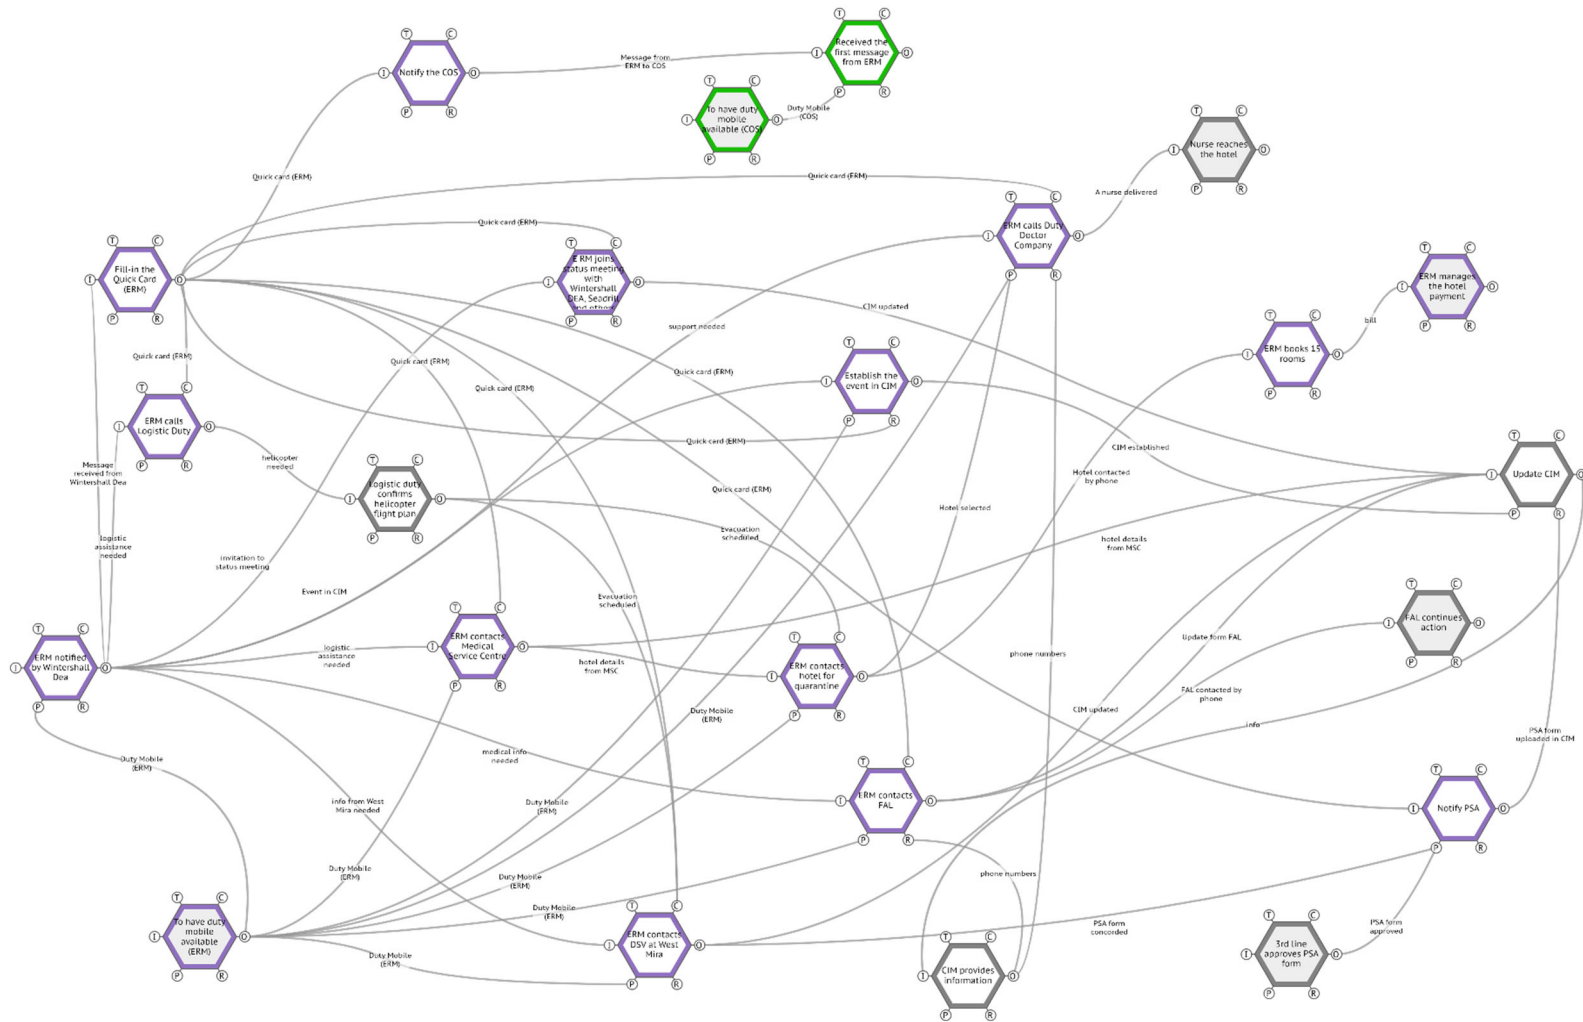 Notify the COS
Message from
ERM to COS
Received the
first message
from ERM
To have duty
mobile
available (COS)
Duty Mobile
(COS)
Nurse reaches
the hotel
A nurse delivered
Quick card (ERM)
Quick card (ERM)
Quick card (ERM)
ERM calls Duty
Doctor
Company
Fill-in the
Quick Card
(ERM)
E RM joins
status meeting
with
Wintershall
DEA, Seadrill
and others
CIM updated
support needed
ERM manages
the hotel
payment
bill
ERM books 15
rooms
Quick card (ERM)
Quick card (ERM)
Quick card (ERM)
Quick card (ERM)
Establish the
event in CIM
ERM calls
Logistic Duty
Quick card (ERM)
CIM established
helicopter
needed
Message
received from
Wintershall Dea
Logistic duty
confirms
helicopter
flight plan
Quick card (ERM)
Hotel contacted
by phone
Update CIM
Hotel selected
Evacuation
scheduled
logistic
assistance
needed
hotel details
from MSC
invitation to
status meeting
Event in CIM
Evacuation
scheduled
FAL continues
action
ERM notified
by Wintershall
Dea
logistic
assistance
needed
ERM contacts
Medical
Service Centre
hotel details
from MSC
ERM contacts
hotel for
quarantine
Update form FAL
phone numbers
FAL contacted by
phone
Duty Mobile
(ERM)
CIM updated
info
PSA form
uploaded in CIM
medical info
needed
Duty Mobile
(ERM)
info from West
Mira needed
Duty Mobile
(ERM)
ERM contacts
FAL
Notify PSA
Duty Mobile
(ERM)
Duty Mobile
(ERM)
phone numbers
Duty Mobile
(ERM)
To have duty
mobile
available
(ERM)
Duty Mobile
(ERM)
ERM contacts
DSV at West
Mira
PSA form
concorded
PSA form
approved
CIM provides
information
3rd line
approves PSA
form